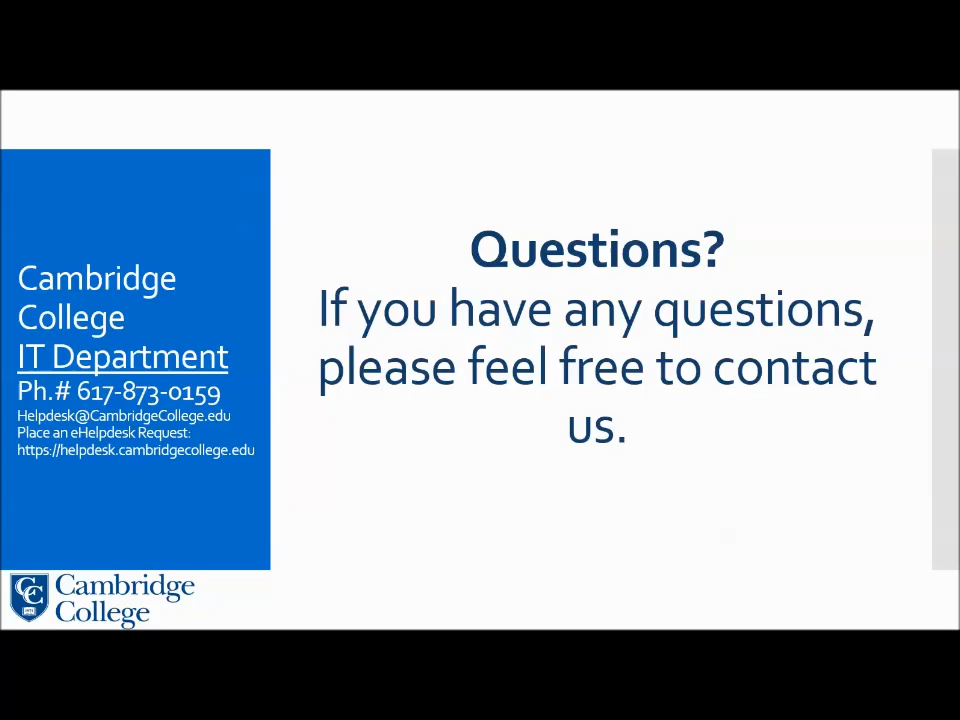 Cambridge
College
IT Department
Ph.# 617-873-0159
Helpdesk@CambridgeCollege.edu
Place an eHelpdesk Request:
https://helpdesk.cambridgecollege.edu
Questions?
If you have any questions,
please feel free to contact
us.
Cambridge
College